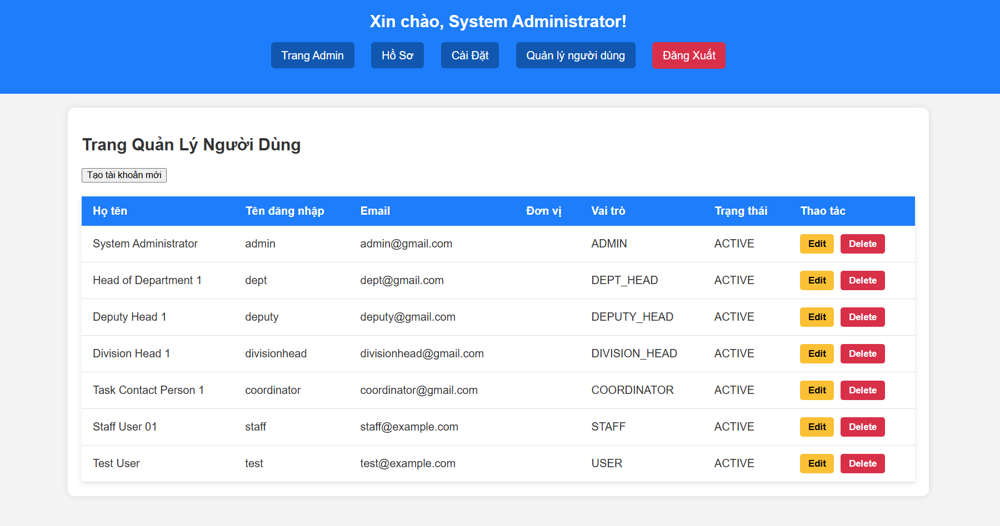 Xin chào, System Administrator!
Trang Admin Hồ Sơ Cài Đặt Quản lý người dùng Đăng Xuất
Trang Quản Lý Người Dùng
Tạo tài khoản mới
Họ tên Tên đăng nhập Email Đơn vị Vai trò Trạng thái Thao tác
System Administrator admin admin@gmail.com ADMIN ACTIVE Edit Delete
Head of Department 1 dept dept@gmail.com DEPT_HEAD ACTIVE Edit Delete
Deputy Head 1 deputy deputy@gmail.com DEPUTY_HEAD ACTIVE Edit Delete
Division Head 1 divisionhead divisionhead@gmail.com DIVISION_HEAD ACTIVE Edit Delete
Task Contact Person 1 coordinator coordinator@gmail.com COORDINATOR ACTIVE Edit Delete
Staff User 01 staff staff@example.com STAFF ACTIVE Edit Delete
Test User test test@example.com USER ACTIVE Edit Delete